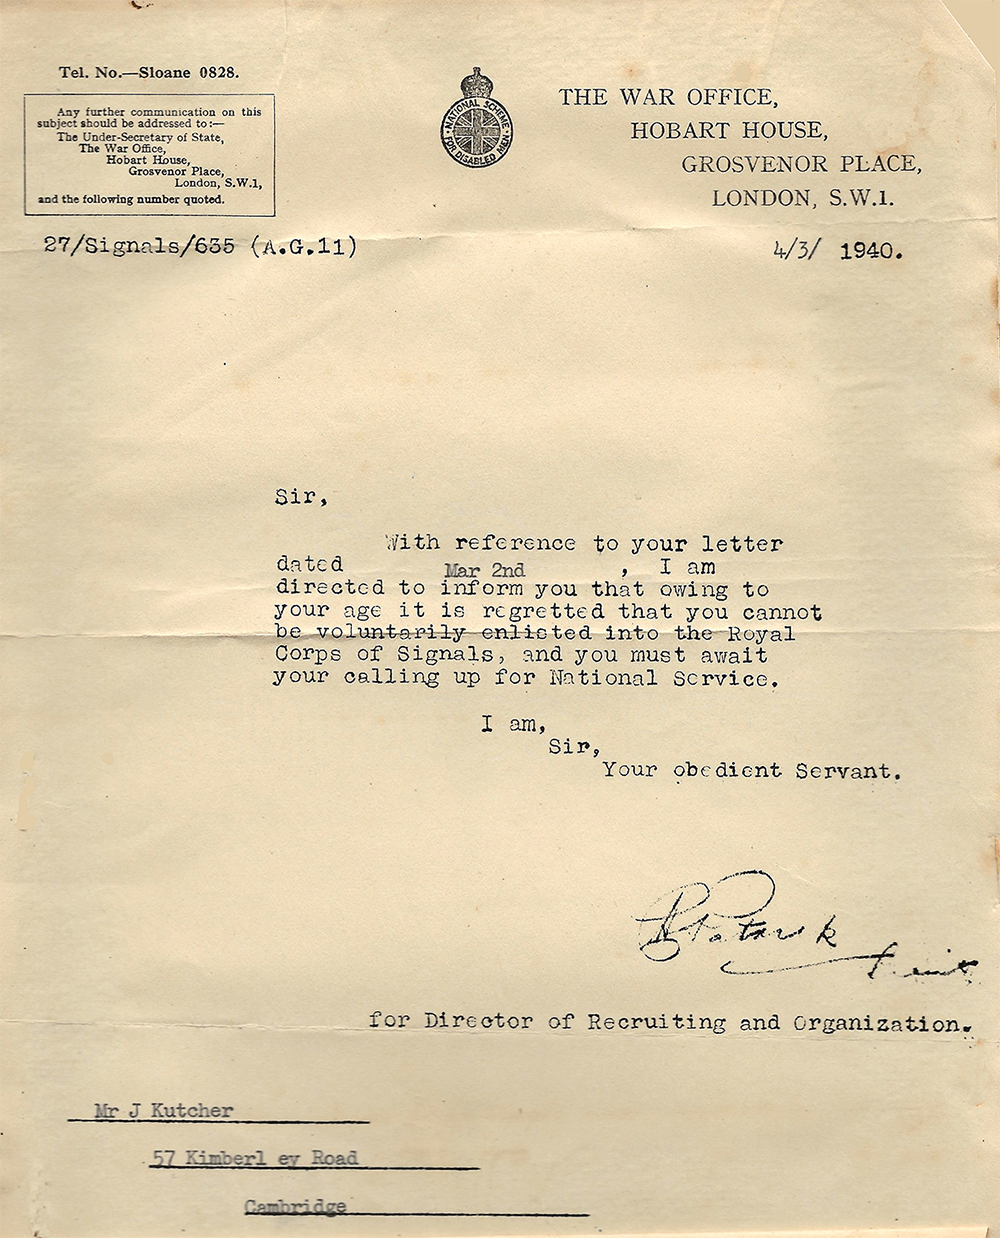 Tel. No.—Sloane 0828.
Any further communication on this
subject should be addressed to:—
The Under-Secretary of State,
The War Office,
Hobart House,
Grosvenor Place,
London, S.W.1,
and the following number quoted.
NATIONAL SCHEME
FOR DISABLED MEN
THE WAR OFFICE,
HOBART HOUSE,
GROSVENOR PLACE,
LONDON, S.W.1.
27/Signals/635 (A.G.11)
4/3/ 1940.
Sir,
With reference to your letter
dated Mar 2nd , I am
directed to inform you that owing to
your age it is regretted that you cannot
be voluntarily enlisted into the Royal
Corps of Signals, and you must await
your calling up for National Service.
I am,
Sir,
Your obedient Servant.
for Director of Recruiting and Organization.
Mr J Kutcher
57 Kimberl ey Road
Cambridge